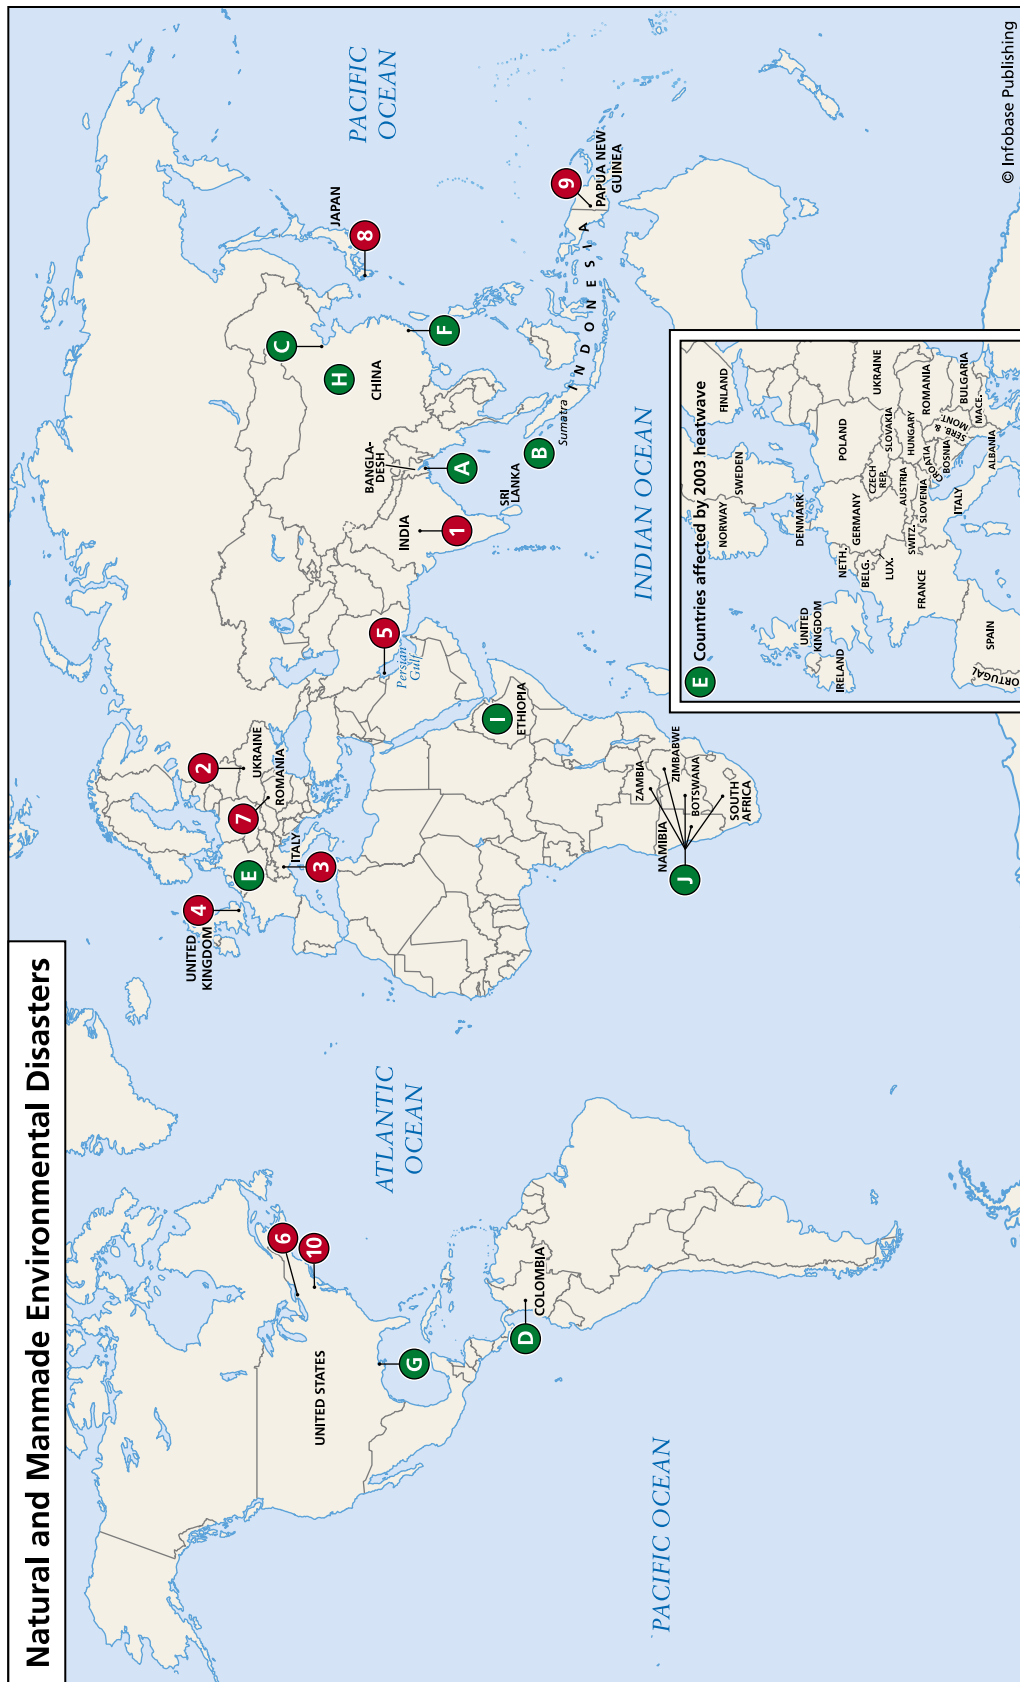 Natural and Manmade Environmental Disasters
PACIFIC
OCEAN
ATLANTIC
OCEAN
INDIAN OCEAN
PACIFIC OCEAN
UNITED STATES
6
10
G
D
COLOMBIA
UNITED
KINGDOM
4
E
7
2
UKRAINE
ROMANIA
ITALY
3
5
Persian
Gulf
I
ETHIOPIA
ZAMBIA
ZIMBABWE
NAMIBIA
BOTSWANA
SOUTH
AFRICA
J
INDIA
1
BANGLA-
DESH
A
SRI
LANKA
B
Sumatra
INDONESIA
C
H
CHINA
F
JAPAN
8
9
PAPUA NEW
GUINEA
E Countries affected by 2003 heatwave
NORWAY
SWEDEN
FINLAND
DENMARK
UNITED
KINGDOM
IRELAND
NETH.
BELG.
LUX.
GERMANY
POLAND
CZECH
REP.
SLOVAKIA
UKRAINE
FRANCE
SWITZ.
AUSTRIA
HUNGARY
ROMANIA
SLOVENIA
CROATIA
BOSNIA
SERB. &
MONT.
BULGARIA
MACE.
ALBANIA
ITALY
SPAIN
ORTUGAL
© Infobase Publishing